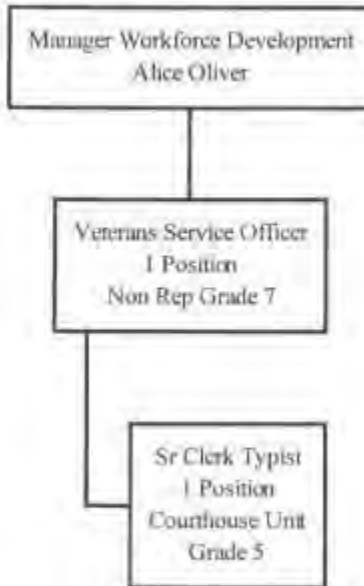 Manager Workforce Development
Alice Oliver
Veterans Service Officer
1 Position
Non Rep Grade 7
Sr Clerk Typist
1 Position
Courthouse Unit
Grade 5